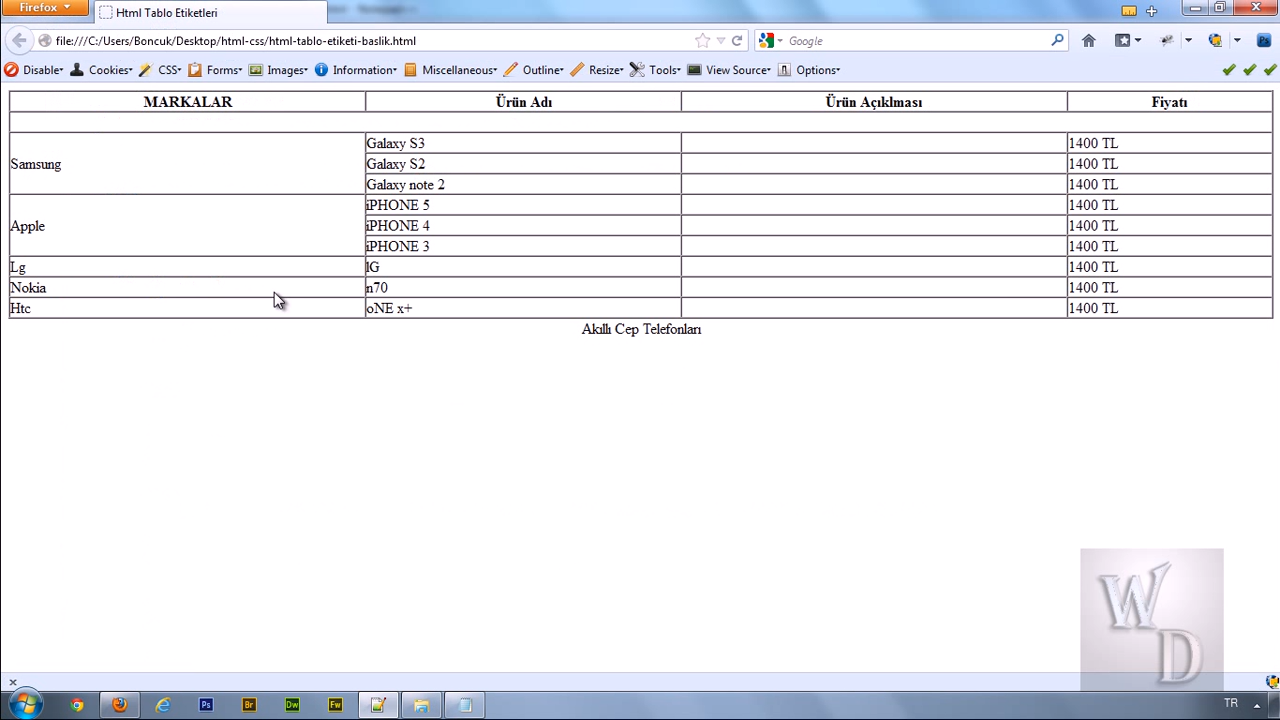 Firefox
Html Tablo Etiketleri
file:///C:/Users/Boncuk/Desktop/html-css/html-tablo-etiketi-baslik.html
Google
Disable Cookies CSS Forms Images Information Miscellaneous Outline Resize Tools View Source Options
MARKALAR Ürün Adı Ürün Açıklması Fiyatı
Samsung Galaxy S3 1400 TL
Galaxy S2 1400 TL
Galaxy note 2 1400 TL
Apple iPHONE 5 1400 TL
iPHONE 4 1400 TL
iPHONE 3 1400 TL
Lg lG 1400 TL
Nokia n70 1400 TL
Htc oNE x+ 1400 TL
Akıllı Cep Telefonları
WD
Ps Br Dw Fw TR